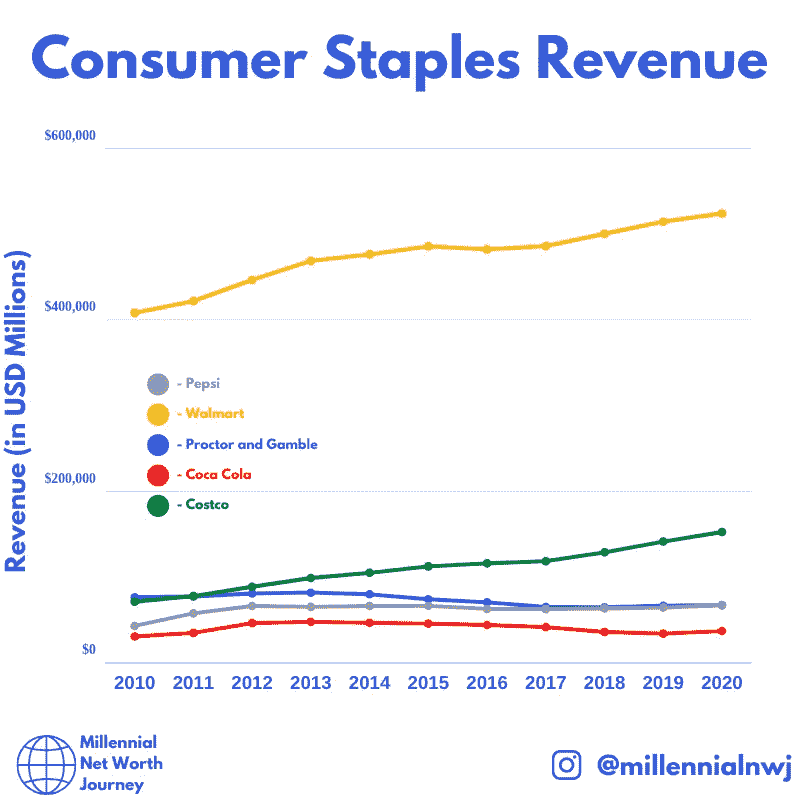 Consumer Staples Revenue
Revenue (in USD Millions)
$600,000
$400,000
- Pepsi
- Walmart
- Proctor and Gamble
- Coca Cola
$200,000
- Costco
$0
2010 2011 2012 2013 2014 2015 2016 2017 2018 2019 2020
Millennial
Net Worth
Journey
@millennialnwj